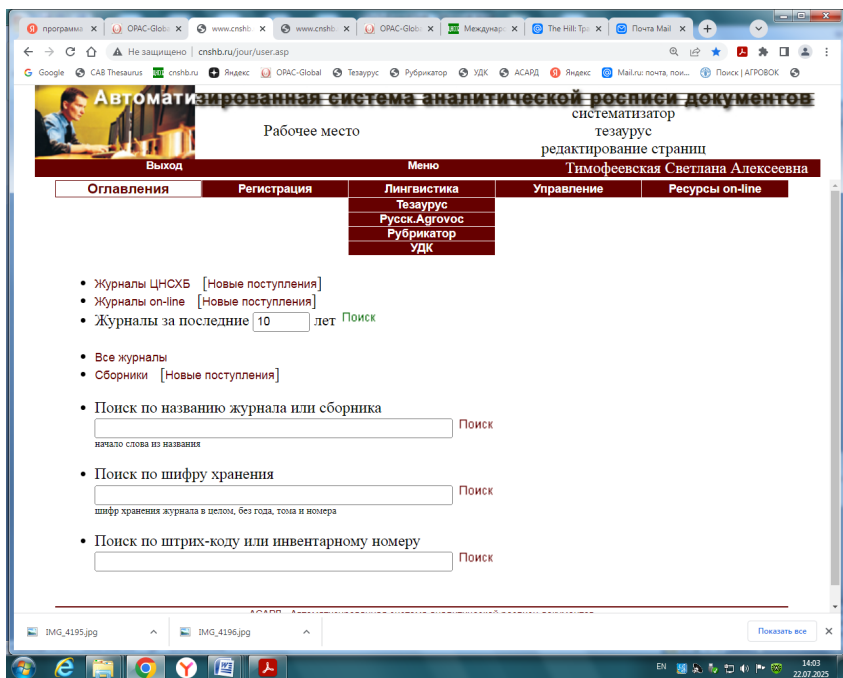 программа OPAC-Global www.cnshb. www.cnshb. OPAC-Glob Междунар The Hill: Тр Почта Mail
Не защищено | cnshb.ru/jour/user.asp
Google CAB Thesaurus cnshb.ru Яндекс OPAC-Global Тезаурус Рубрикатор УДК АСАРД Яндекс Mail.ru: почта, пои... Поиск | АГРОВОК
Автоматизированная система аналитической росписи документов
Рабочее место
систематизатор
тезаурус
редактирование страниц
Выход Меню Тимофеевская Светлана Алексеевна
Оглавления Регистрация Лингвистика Управление Ресурсы on-line
Тезаурус
Русск.Agrovoc
Рубрикатор
УДК
Журналы ЦНСХБ [Новые поступления]
Журналы on-line [Новые поступления]
Журналы за последние 10 лет Поиск
Все журналы
Сборники [Новые поступления]
Поиск по названию журнала или сборника
Поиск
начало слова из названия
Поиск по шифру хранения
Поиск
шифр хранения журнала в целом, без года, тома и номера
Поиск по штрих-коду или инвентарному номеру
Поиск
АСАРД - Автоматизированная система аналитической росписи документов
IMG_4195.jpg IMG_4196.jpg Показать все
EN 14:03
22.07.2025